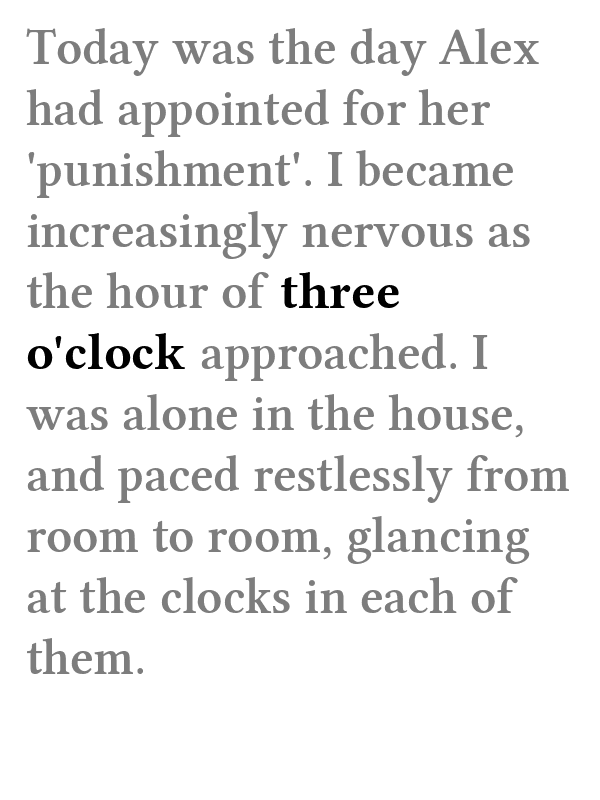 Today was the day Alex
had appointed for her
'punishment'. I became
increasingly nervous as
the hour of three
o'clock approached. I
was alone in the house,
and paced restlessly from
room to room, glancing
at the clocks in each of
them.